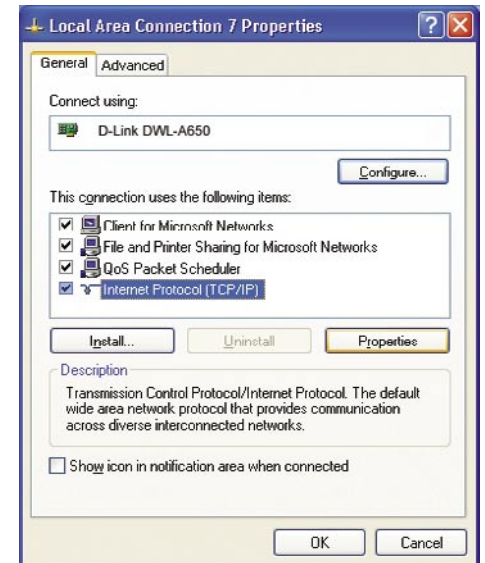 Local Area Connection 7 Properties
General
Advanced
Connect using:
D-Link DWL-A650
Configure...
This connection uses the following items:
Client for Microsoft Networks
File and Printer Sharing for Microsoft Networks
QoS Packet Scheduler
Internet Protocol (TCP/IP)
Install...
Uninstall
Properties
Description
Transmission Control Protocol/Internet Protocol. The default
wide area network protocol that provides communication
across diverse interconnected networks.
Show icon in notification area when connected
OK
Cancel